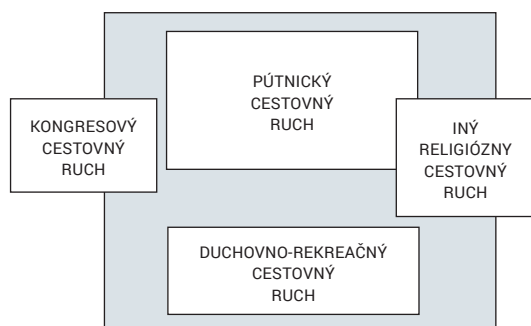 PÚTNICKÝ
CESTOVNÝ
RUCH
KONGRESOVÝ
CESTOVNÝ
RUCH
INÝ
RELIGIÓZNY
CESTOVNÝ
RUCH
DUCHOVNO-REKREAČNÝ
CESTOVNÝ
RUCH